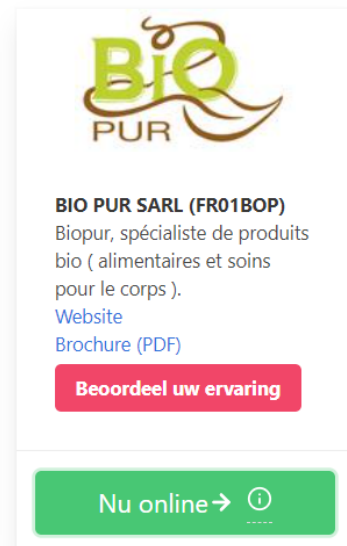 BiO
PUR
BIO PUR SARL (FR01BOP)
Biopur, spécialiste de produits
bio ( alimentaires et soins
pour le corps ).
Website
Brochure (PDF)
Beoordeel uw ervaring
Nu online